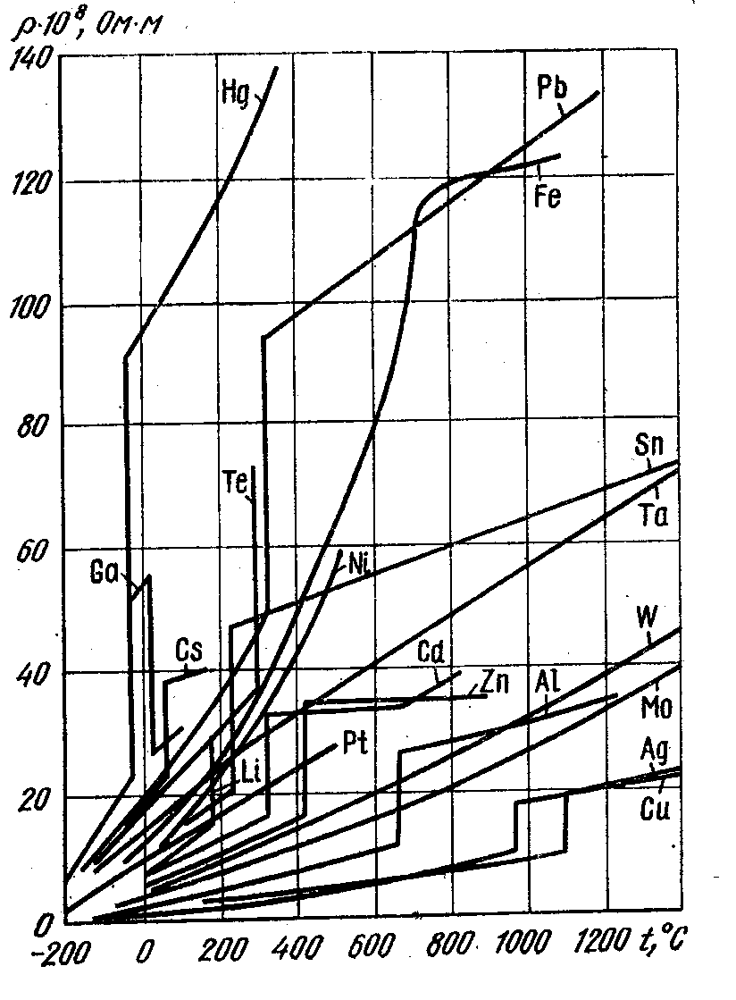 ρ·10⁸, Ом·м
140
Hg
Pb
120
Fe
100
80
Sn
Te
Ta
60
Ga
Ni
W
Cs
Cd
40
Zn
Al
Mo
Pt
Ag
Li
20
Cu
0
-200 0 200 400 600 800 1000 1200 t,°C